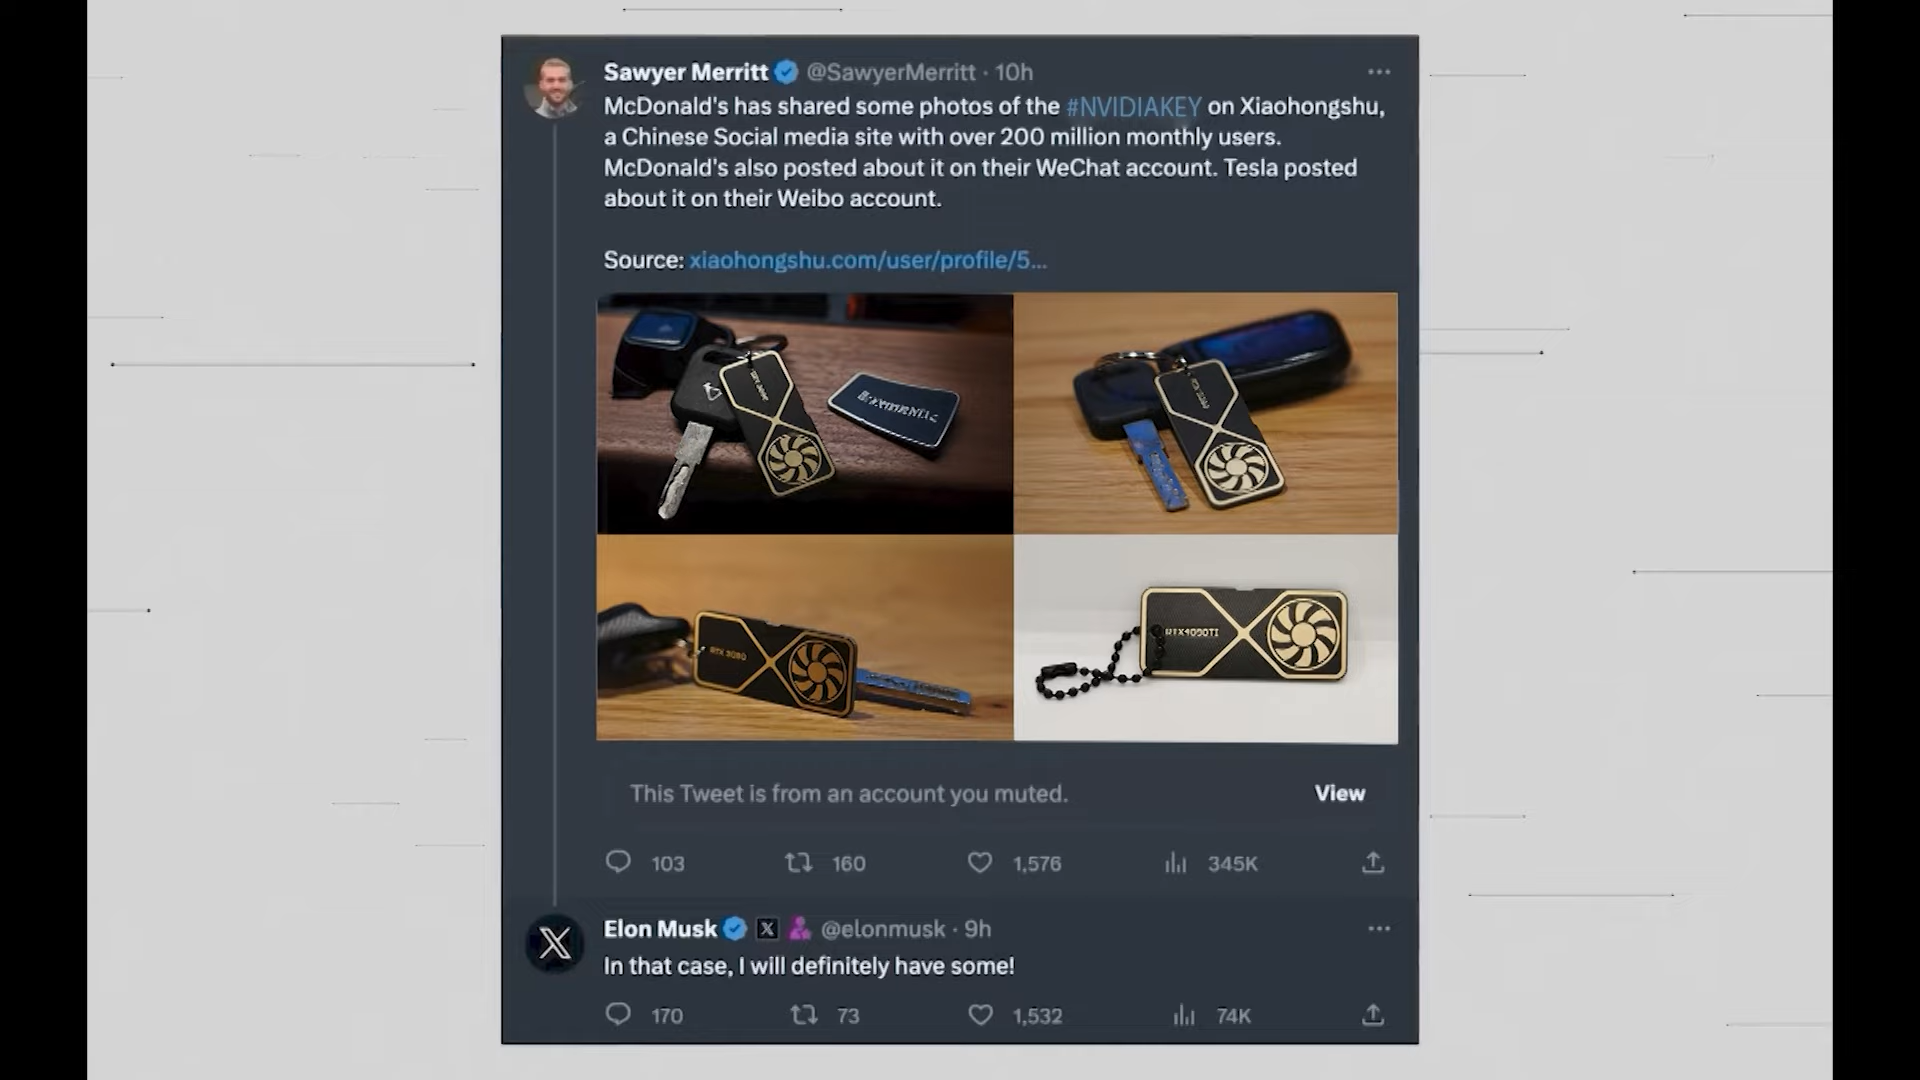 Sawyer Merritt @SawyerMerritt · 10h
McDonald's has shared some photos of the #NVIDIAKEY on Xiaohongshu,
a Chinese Social media site with over 200 million monthly users.
McDonald's also posted about it on their WeChat account. Tesla posted
about it on their Weibo account.
Source: xiaohongshu.com/user/profile/5...
RTX 3080
RTX4090TI
This Tweet is from an account you muted. View
103 160 1,576 345K
Elon Musk @elonmusk · 9h
In that case, I will definitely have some!
170 73 1,532 74K